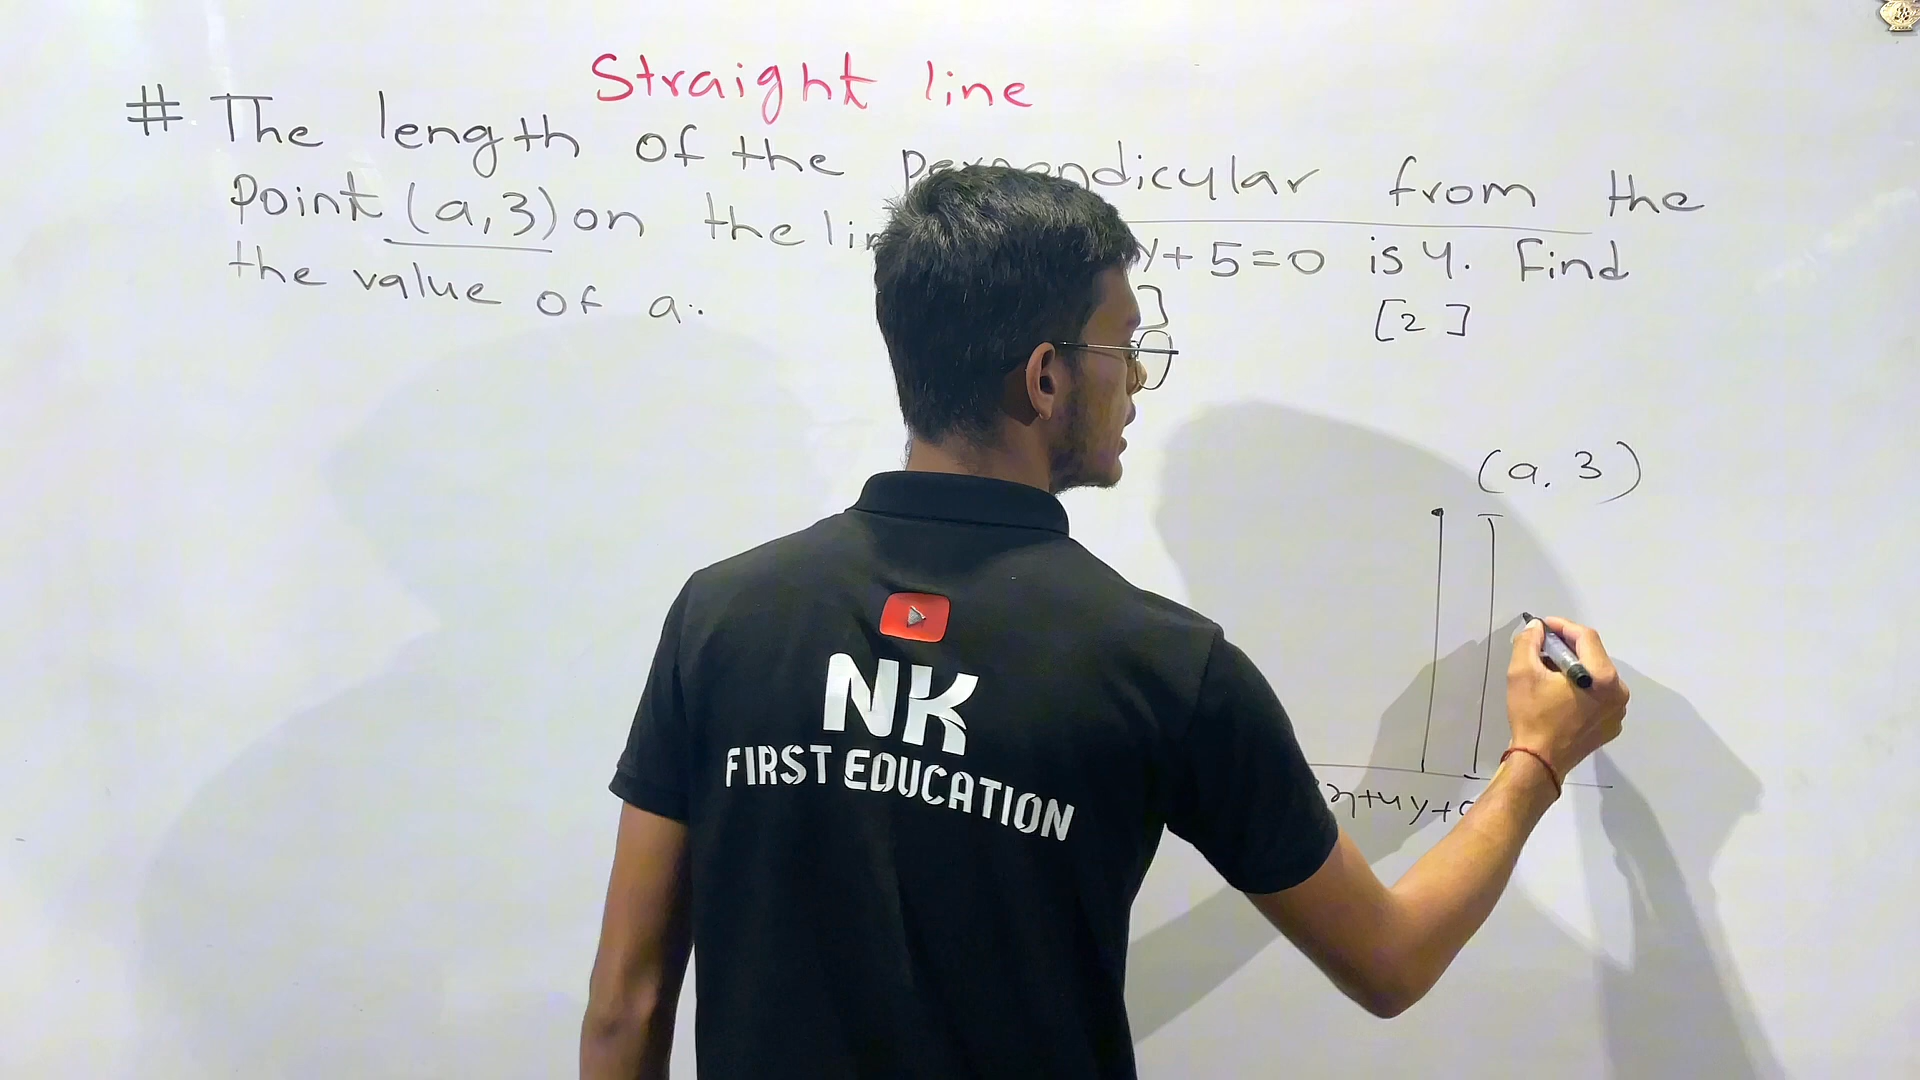 Straight line
# The length of the perpendicular from the
point (a,3) on the y+5=0 is 4. Find
the value of a.
]
[2]
(a, 3)
+4y+
NK
FIRST EDUCATION